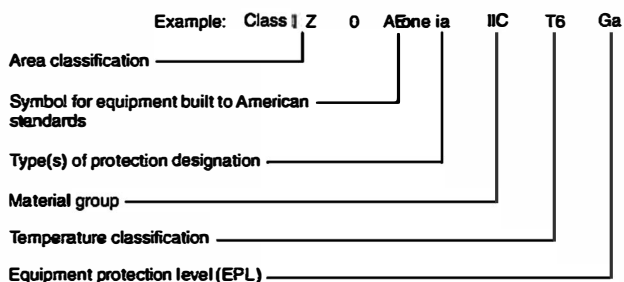 Example: Class I Z 0 AEone ia IIC T6 Ga
Area classification
Symbol for equipment built to American
standards
Type(s) of protection designation
Material group
Temperature classification
Equipment protection level (EPL)